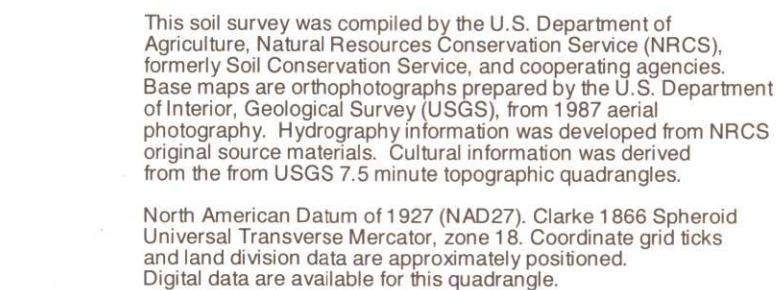 This soil survey was compiled by the U.S. Department of
Agriculture, Natural Resources Conservation Service (NRCS),
formerly Soil Conservation Service, and cooperating agencies.
Base maps are orthophotographs prepared by the U.S. Department
of Interior, Geological Survey (USGS), from 1987 aerial
photography. Hydrography information was developed from NRCS
original source materials. Cultural information was derived
from the from USGS 7.5 minute topographic quadrangles.
North American Datum of 1927 (NAD27). Clarke 1866 Spheroid
Universal Transverse Mercator, zone 18. Coordinate grid ticks
and land division data are approximately positioned.
Digital data are available for this quadrangle.